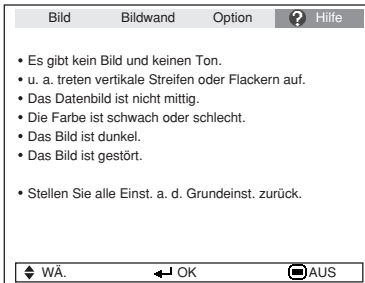 Bild Bildwand Option ? Hilfe
• Es gibt kein Bild und keinen Ton.
• u. a. treten vertikale Streifen oder Flackern auf.
• Das Datenbild ist nicht mittig.
• Die Farbe ist schwach oder schlecht.
• Das Bild ist dunkel.
• Das Bild ist gestört.
• Stellen Sie alle Einst. a. d. Grundeinst. zurück.
WÄ. OK AUS